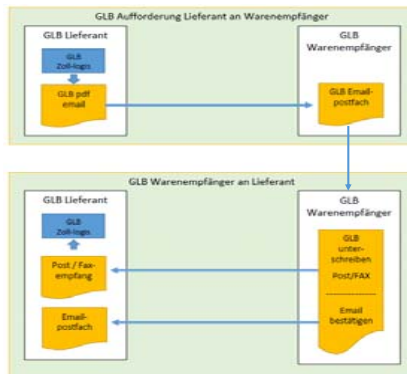 GLB Aufforderung Lieferant an Warenempfänger
GLB Lieferant
GLB
Zoll-logis
GLB pdf
email
GLB
Warenempfänger
GLB Email-
postfach
GLB Warenempfänger an Lieferant
GLB Lieferant
GLB
Zoll-logis
Post / Fax-
empfang
Email-
postfach
GLB
Warenempfänger
GLB
unter-
schreiben
Post/FAX
--------------
Email
bestätigen